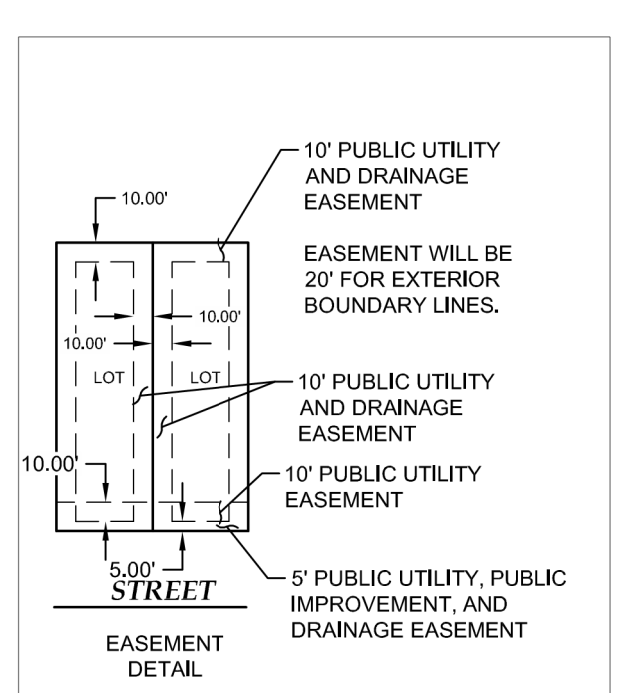 10' PUBLIC UTILITY
AND DRAINAGE
EASEMENT
EASEMENT WILL BE
20' FOR EXTERIOR
BOUNDARY LINES.
10.00'
10.00'
10.00'
LOT
LOT
10' PUBLIC UTILITY
AND DRAINAGE
EASEMENT
10.00'
10' PUBLIC UTILITY
EASEMENT
5.00'
STREET
5' PUBLIC UTILITY, PUBLIC
IMPROVEMENT, AND
DRAINAGE EASEMENT
EASEMENT
DETAIL